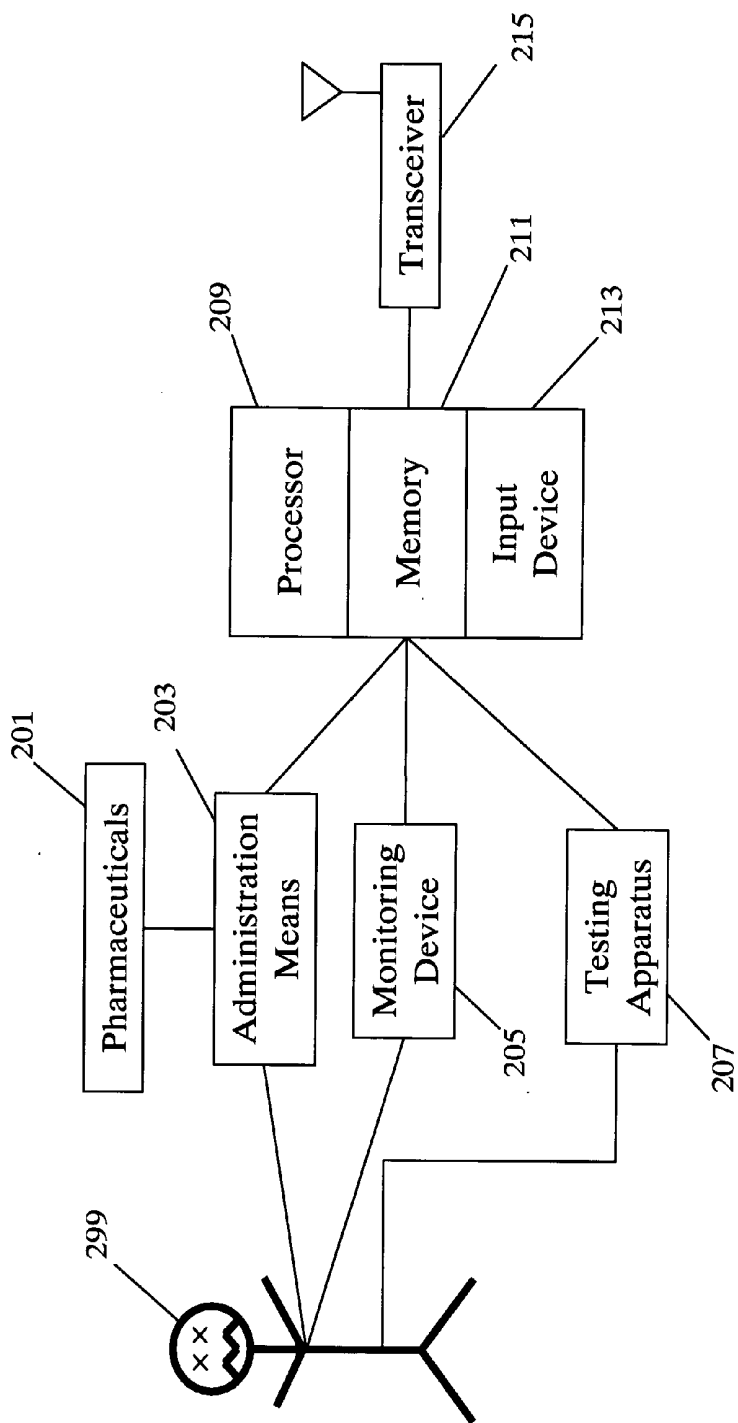 299
201
Pharmaceuticals
203
Administration
Means
Monitoring
Device
205
Testing
Apparatus
207
209
Processor
Memory
Input
Device
211
213
Transceiver
215